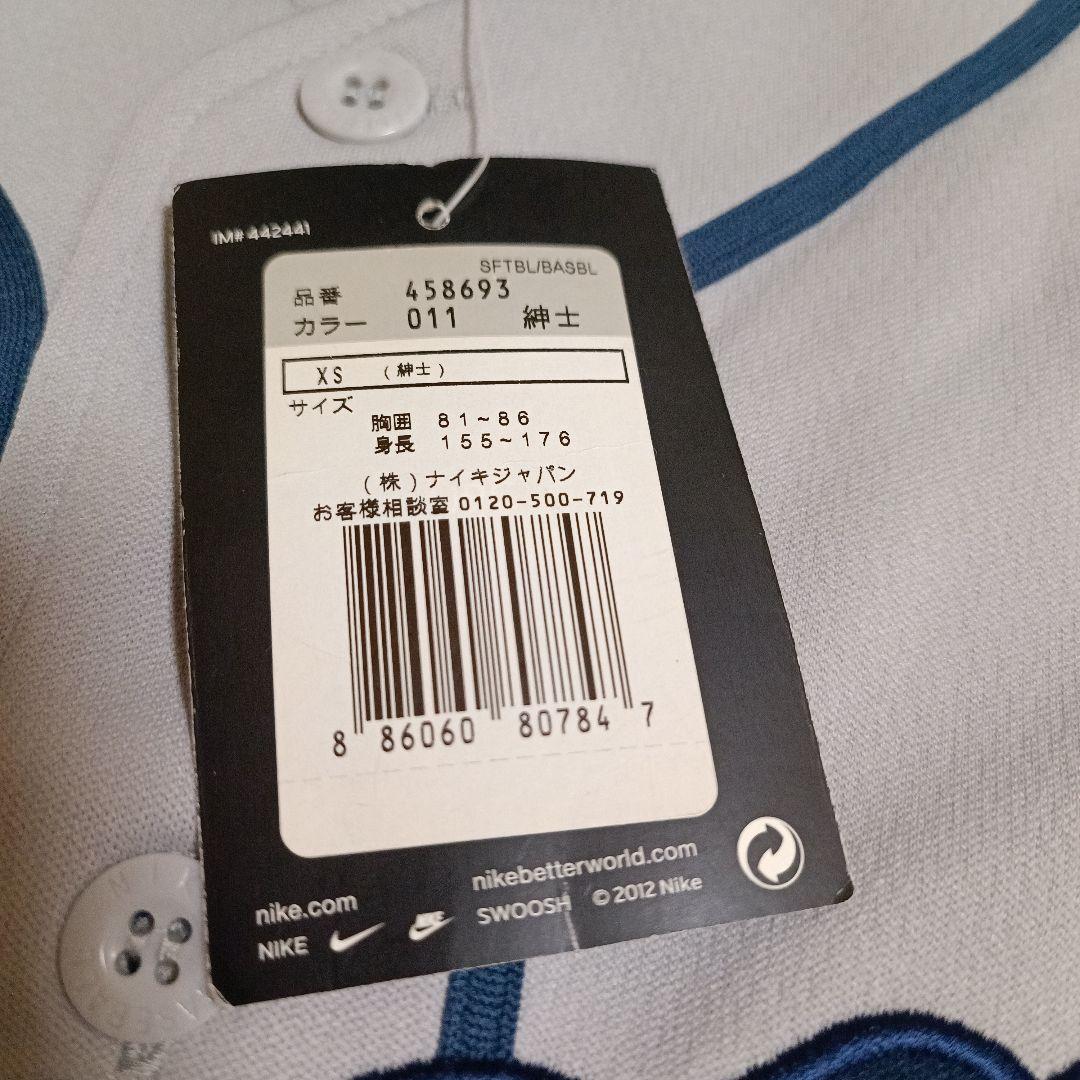 IM# 442441
SFTBL/BASBL
品番 458693
カラー 011 紳士
XS (紳士)
サイズ
胸囲 81~86
身長 155~176
(株)ナイキジャパン
お客様相談室 0120-500-719
8 86060 80784 7
nikebetterworld.com
nike.com
NIKE SWOOSH © 2012 Nike